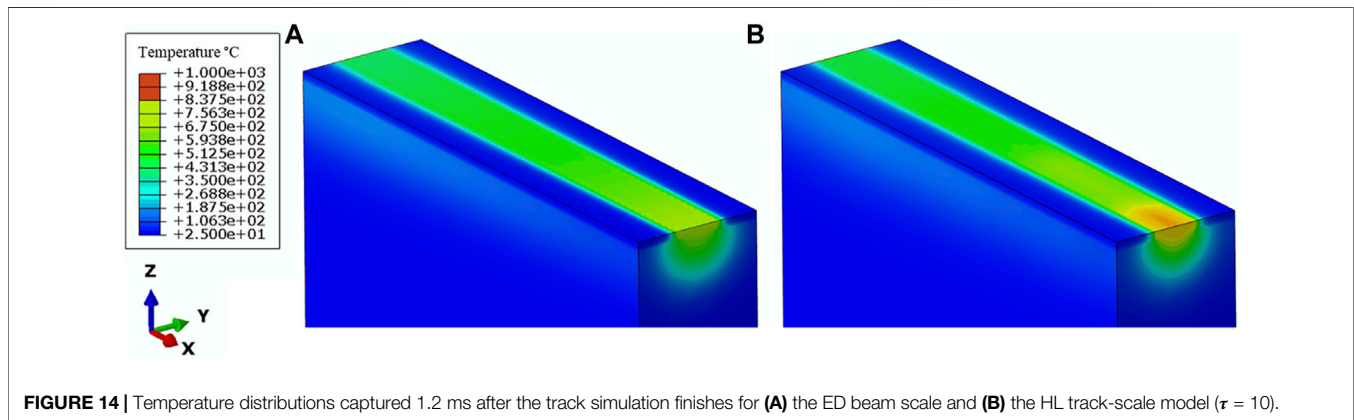 A
B
Temperature °C
+1.000e+03
+9.188e+02
+8.375e+02
+7.563e+02
+6.750e+02
+5.938e+02
+5.125e+02
+4.313e+02
+3.500e+02
+2.688e+02
+1.875e+02
+1.063e+02
+2.500e+01
Z
Y
X
FIGURE 14 | Temperature distributions captured 1.2 ms after the track simulation finishes for (A) the ED beam scale and (B) the HL track-scale model (τ = 10).